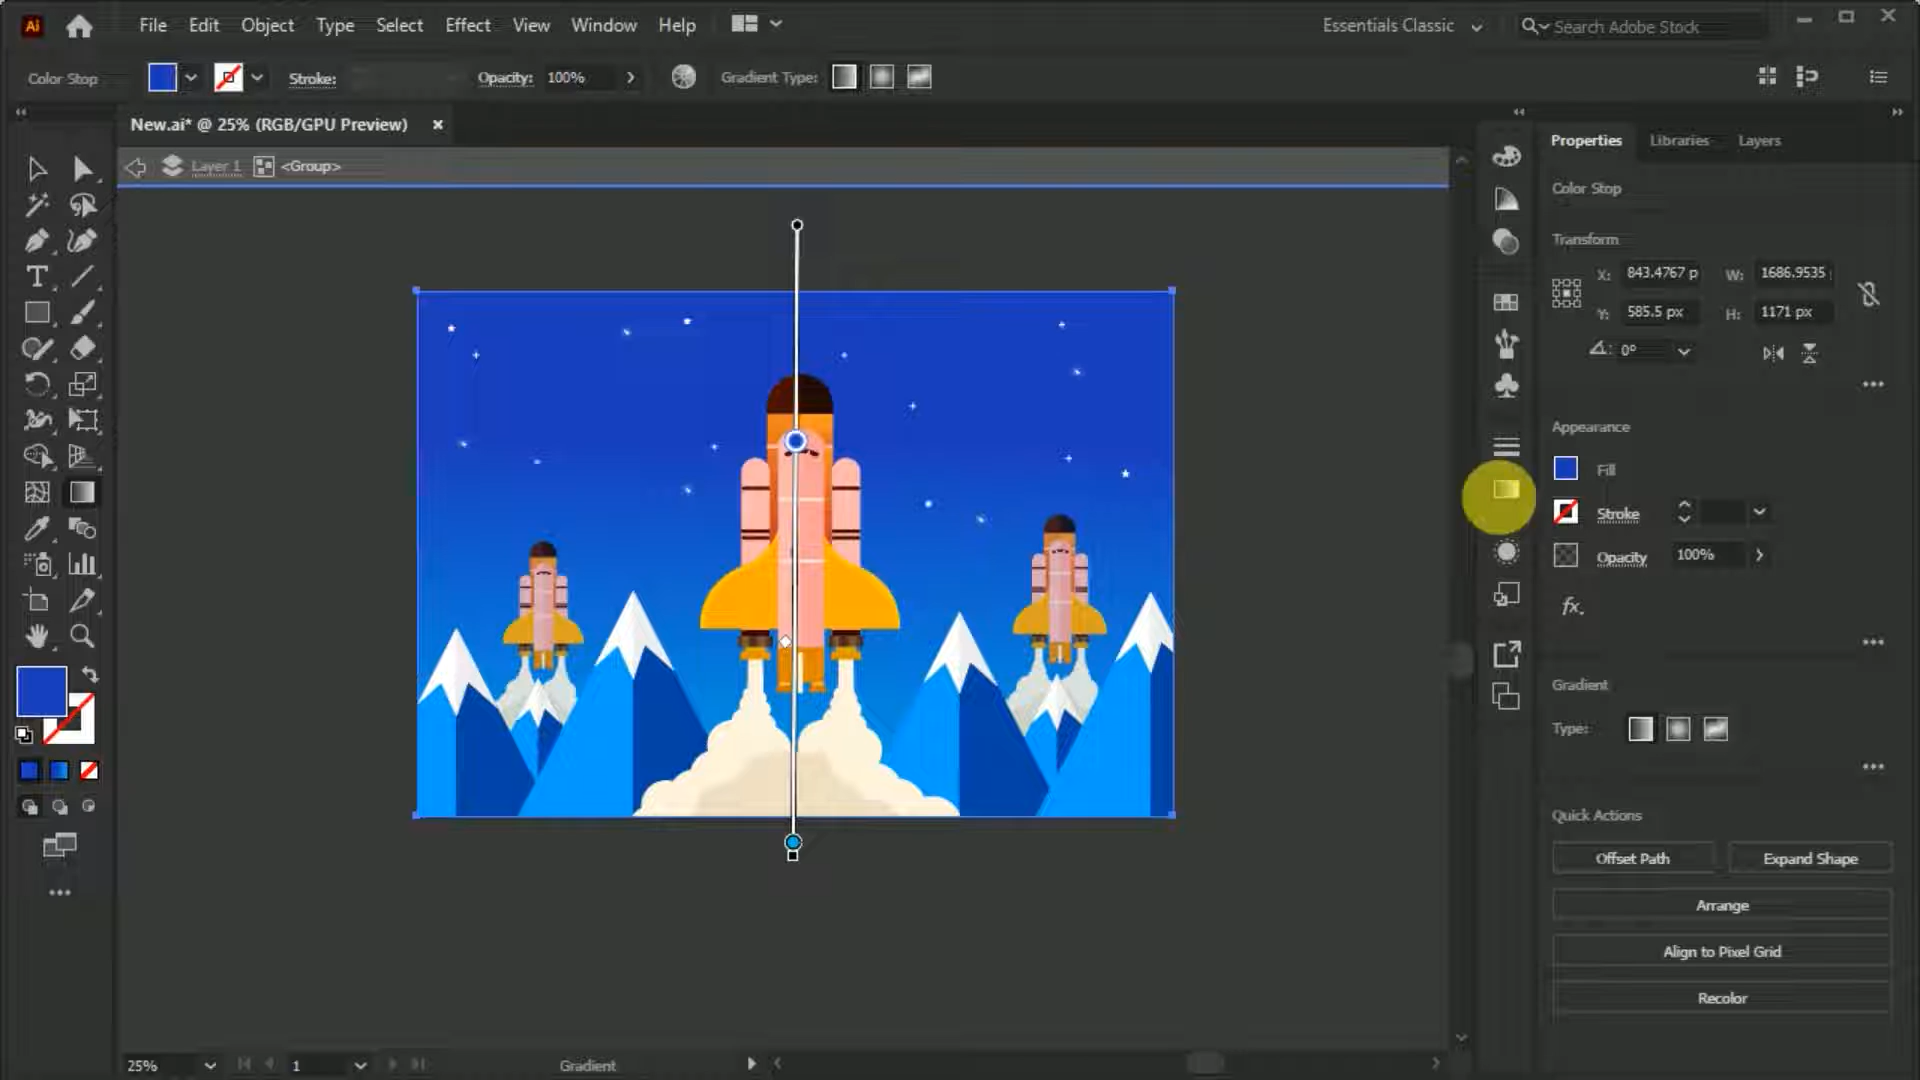 Ai File Edit Object Type Select Effect View Window Help Essentials Classic Search Adobe Stock
Color Stop Stroke: Opacity: 100% Gradient Type:
New.ai* @ 25% (RGB/GPU Preview)
Layer 1 <Group>
Properties Libraries Layers
Color Stop
Transform
X: 843.4767 p W: 1686.9535
Y: 585.5 px H: 1171 px
0°
Appearance
Fill
Stroke
Opacity 100%
fx.
Gradient
Type:
Quick Actions
Offset Path Expand Shape
Arrange
Align to Pixel Grid
Recolor
25% 1 Gradient